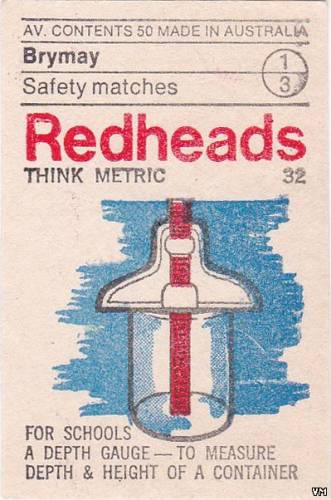 AV. CONTENTS 50 MADE IN AUSTRALIA
Brymay
1
Safety matches
3
Redheads
THINK METRIC 32
FOR SCHOOLS
A DEPTH GAUGE — TO MEASURE
DEPTH & HEIGHT OF A CONTAINER
VM